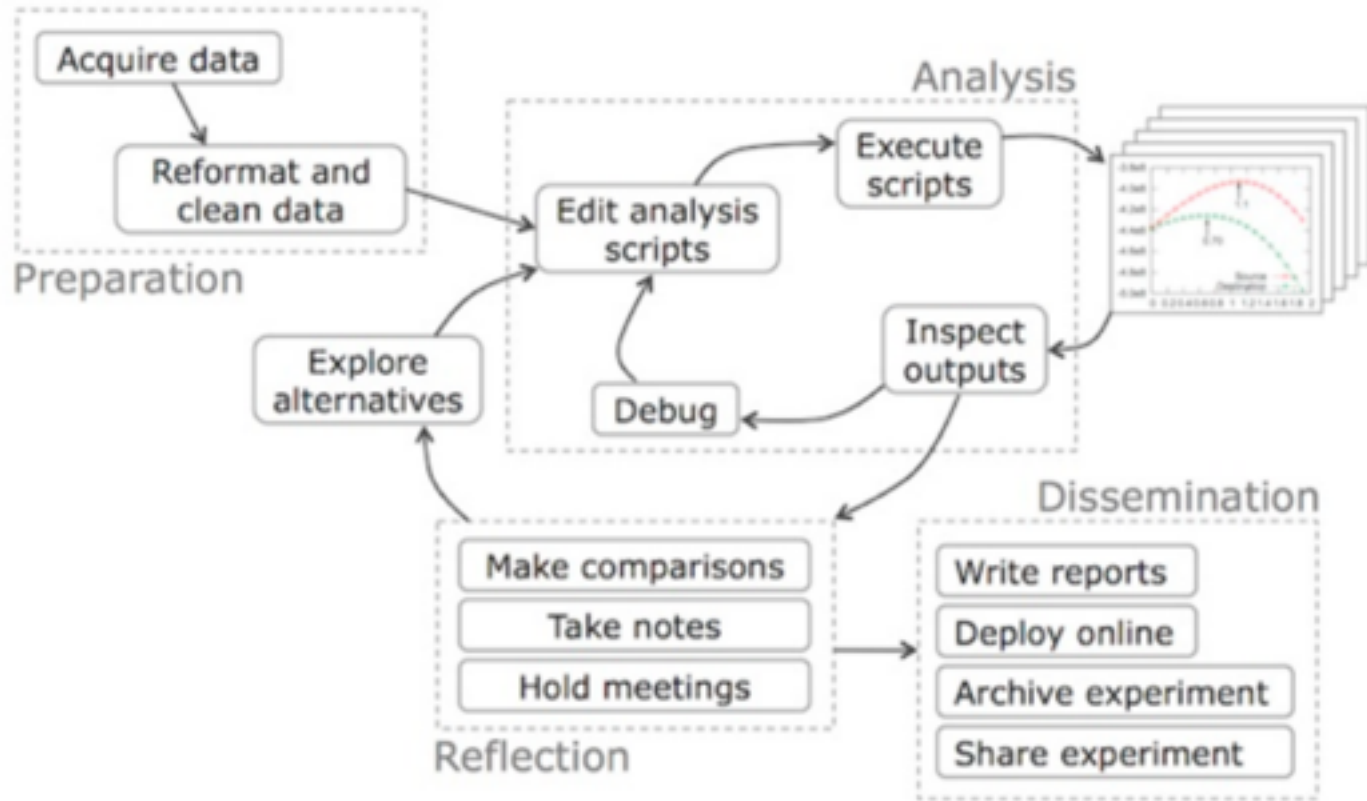 Acquire data
Reformat and
clean data
Preparation
Analysis
Edit analysis
scripts
Execute
scripts
Inspect
outputs
Debug
Explore
alternatives
Make comparisons
Take notes
Hold meetings
Reflection
Dissemination
Write reports
Deploy online
Archive experiment
Share experiment